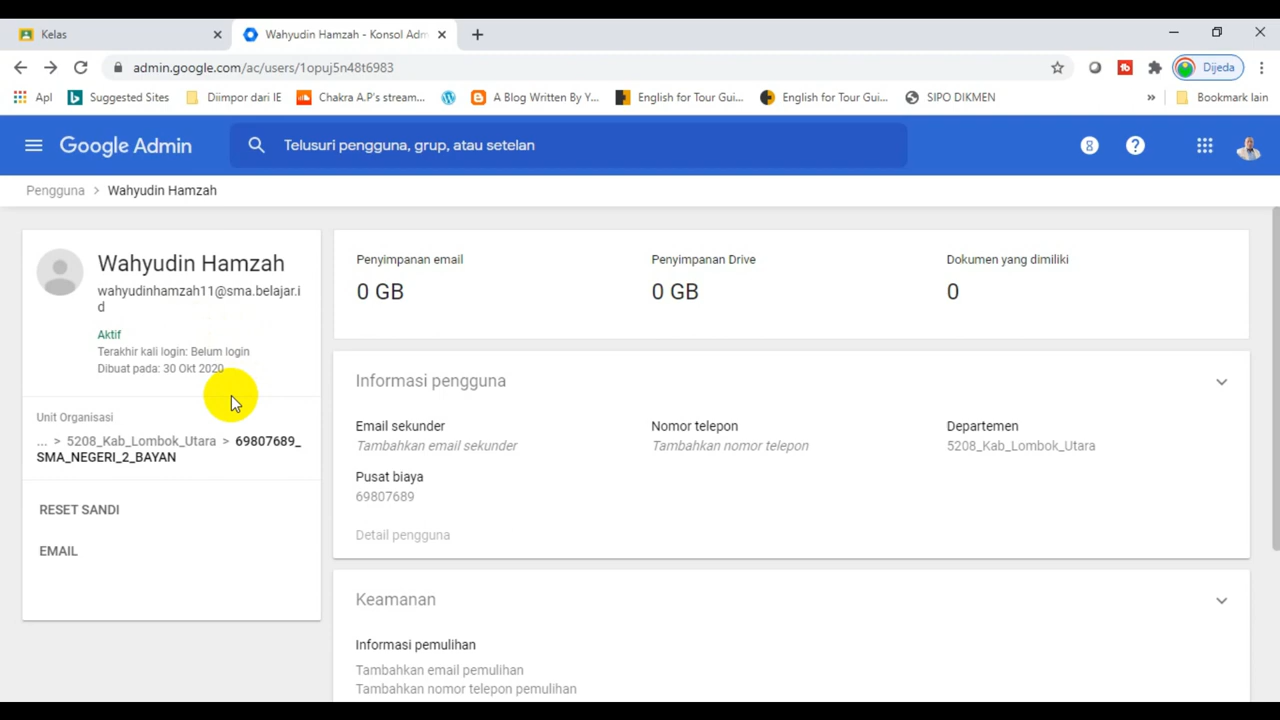 Kelas
Wahyudin Hamzah - Konsol Adm
admin.google.com/ac/users/1opuj5n48t6983
Dijeda
Apl
Suggested Sites
Diimpor dari IE
Chakra A.P's stream...
A Blog Written By Y...
English for Tour Gui...
English for Tour Gui...
SIPO DIKMEN
»
Bookmark lain
Google Admin
Telusuri pengguna, grup, atau setelan
8
?
Pengguna > Wahyudin Hamzah
Wahyudin Hamzah
wahyudinhamzah11@sma.belajar.i
d
Aktif
Terakhir kali login: Belum login
Dibuat pada: 30 Okt 2020
Unit Organisasi
... > 5208_Kab_Lombok_Utara > 69807689_
SMA_NEGERI_2_BAYAN
RESET SANDI
EMAIL
Penyimpanan email
0 GB
Penyimpanan Drive
0 GB
Dokumen yang dimiliki
0
Informasi pengguna
Email sekunder
Tambahkan email sekunder
Nomor telepon
Tambahkan nomor telepon
Departemen
5208_Kab_Lombok_Utara
Pusat biaya
69807689
Detail pengguna
Keamanan
Informasi pemulihan
Tambahkan email pemulihan
Tambahkan nomor telepon pemulihan